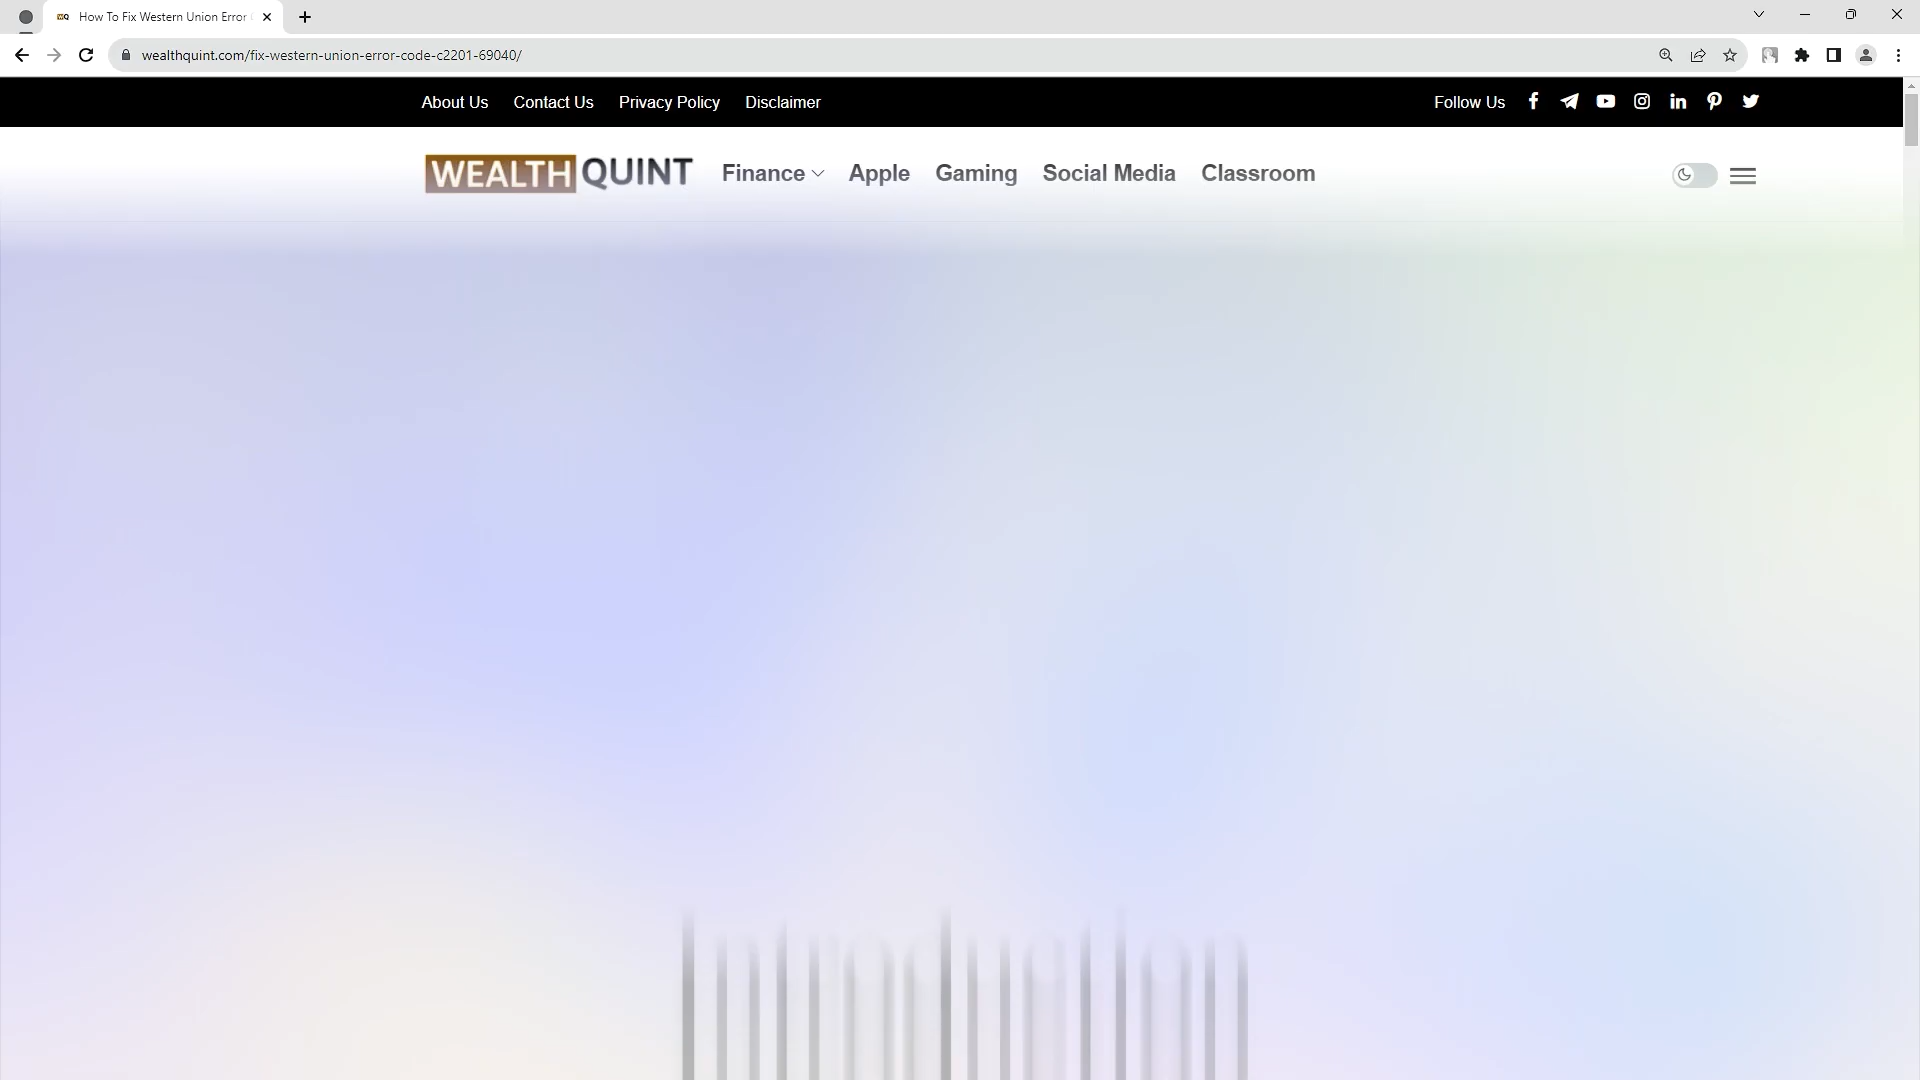 WQ How To Fix Western Union Error
wealthquint.com/fix-western-union-error-code-c2201-69040/
About Us Contact Us Privacy Policy Disclaimer Follow Us
WEALTH QUINT Finance Apple Gaming Social Media Classroom